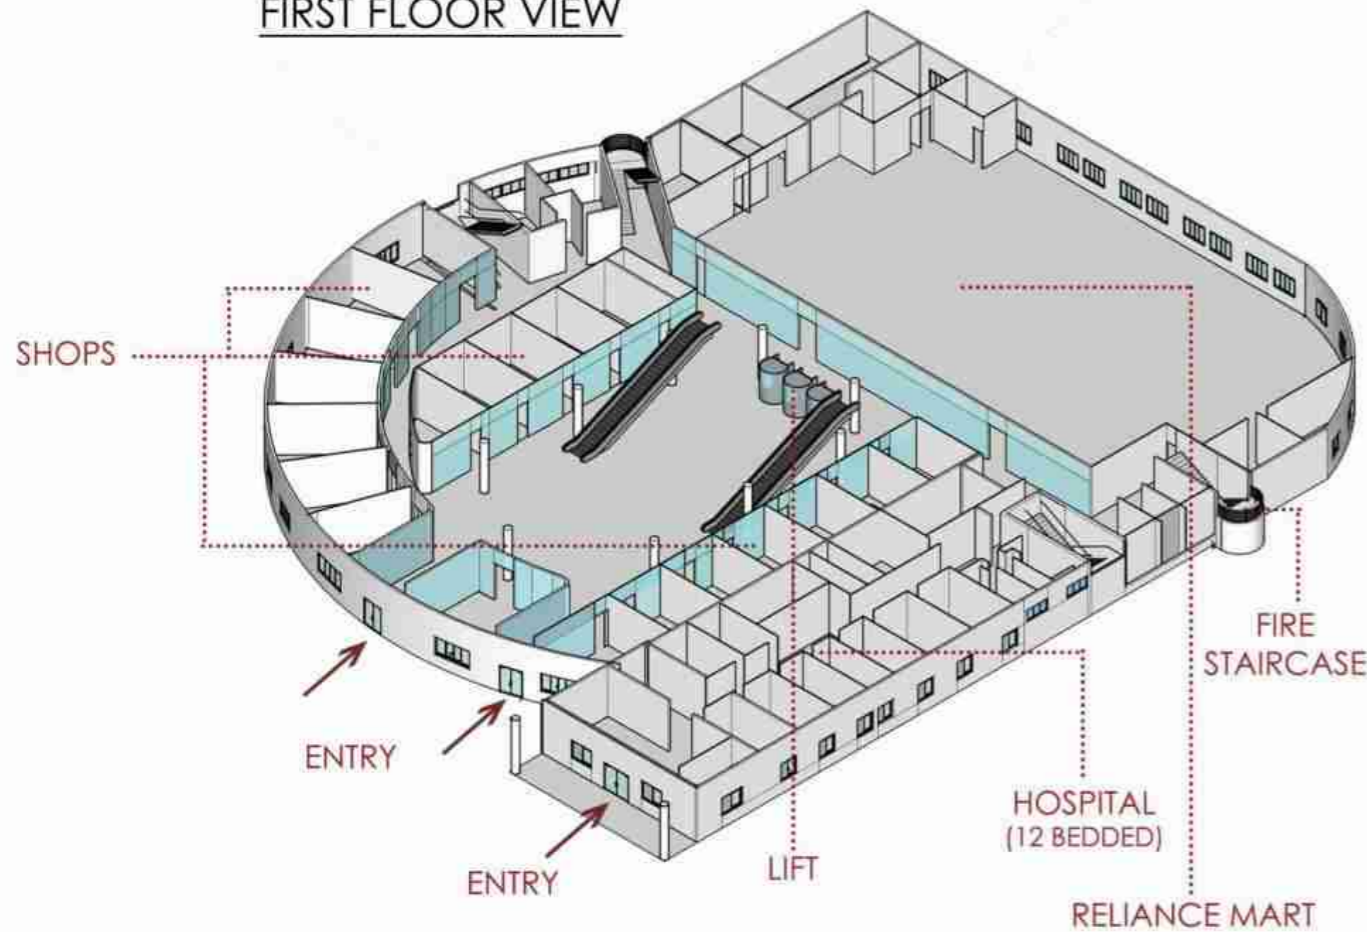 FIRST FLOOR VIEW
SHOPS
ENTRY
ENTRY
LIFT
HOSPITAL
(12 BEDDED)
FIRE
STAIRCASE
RELIANCE MART